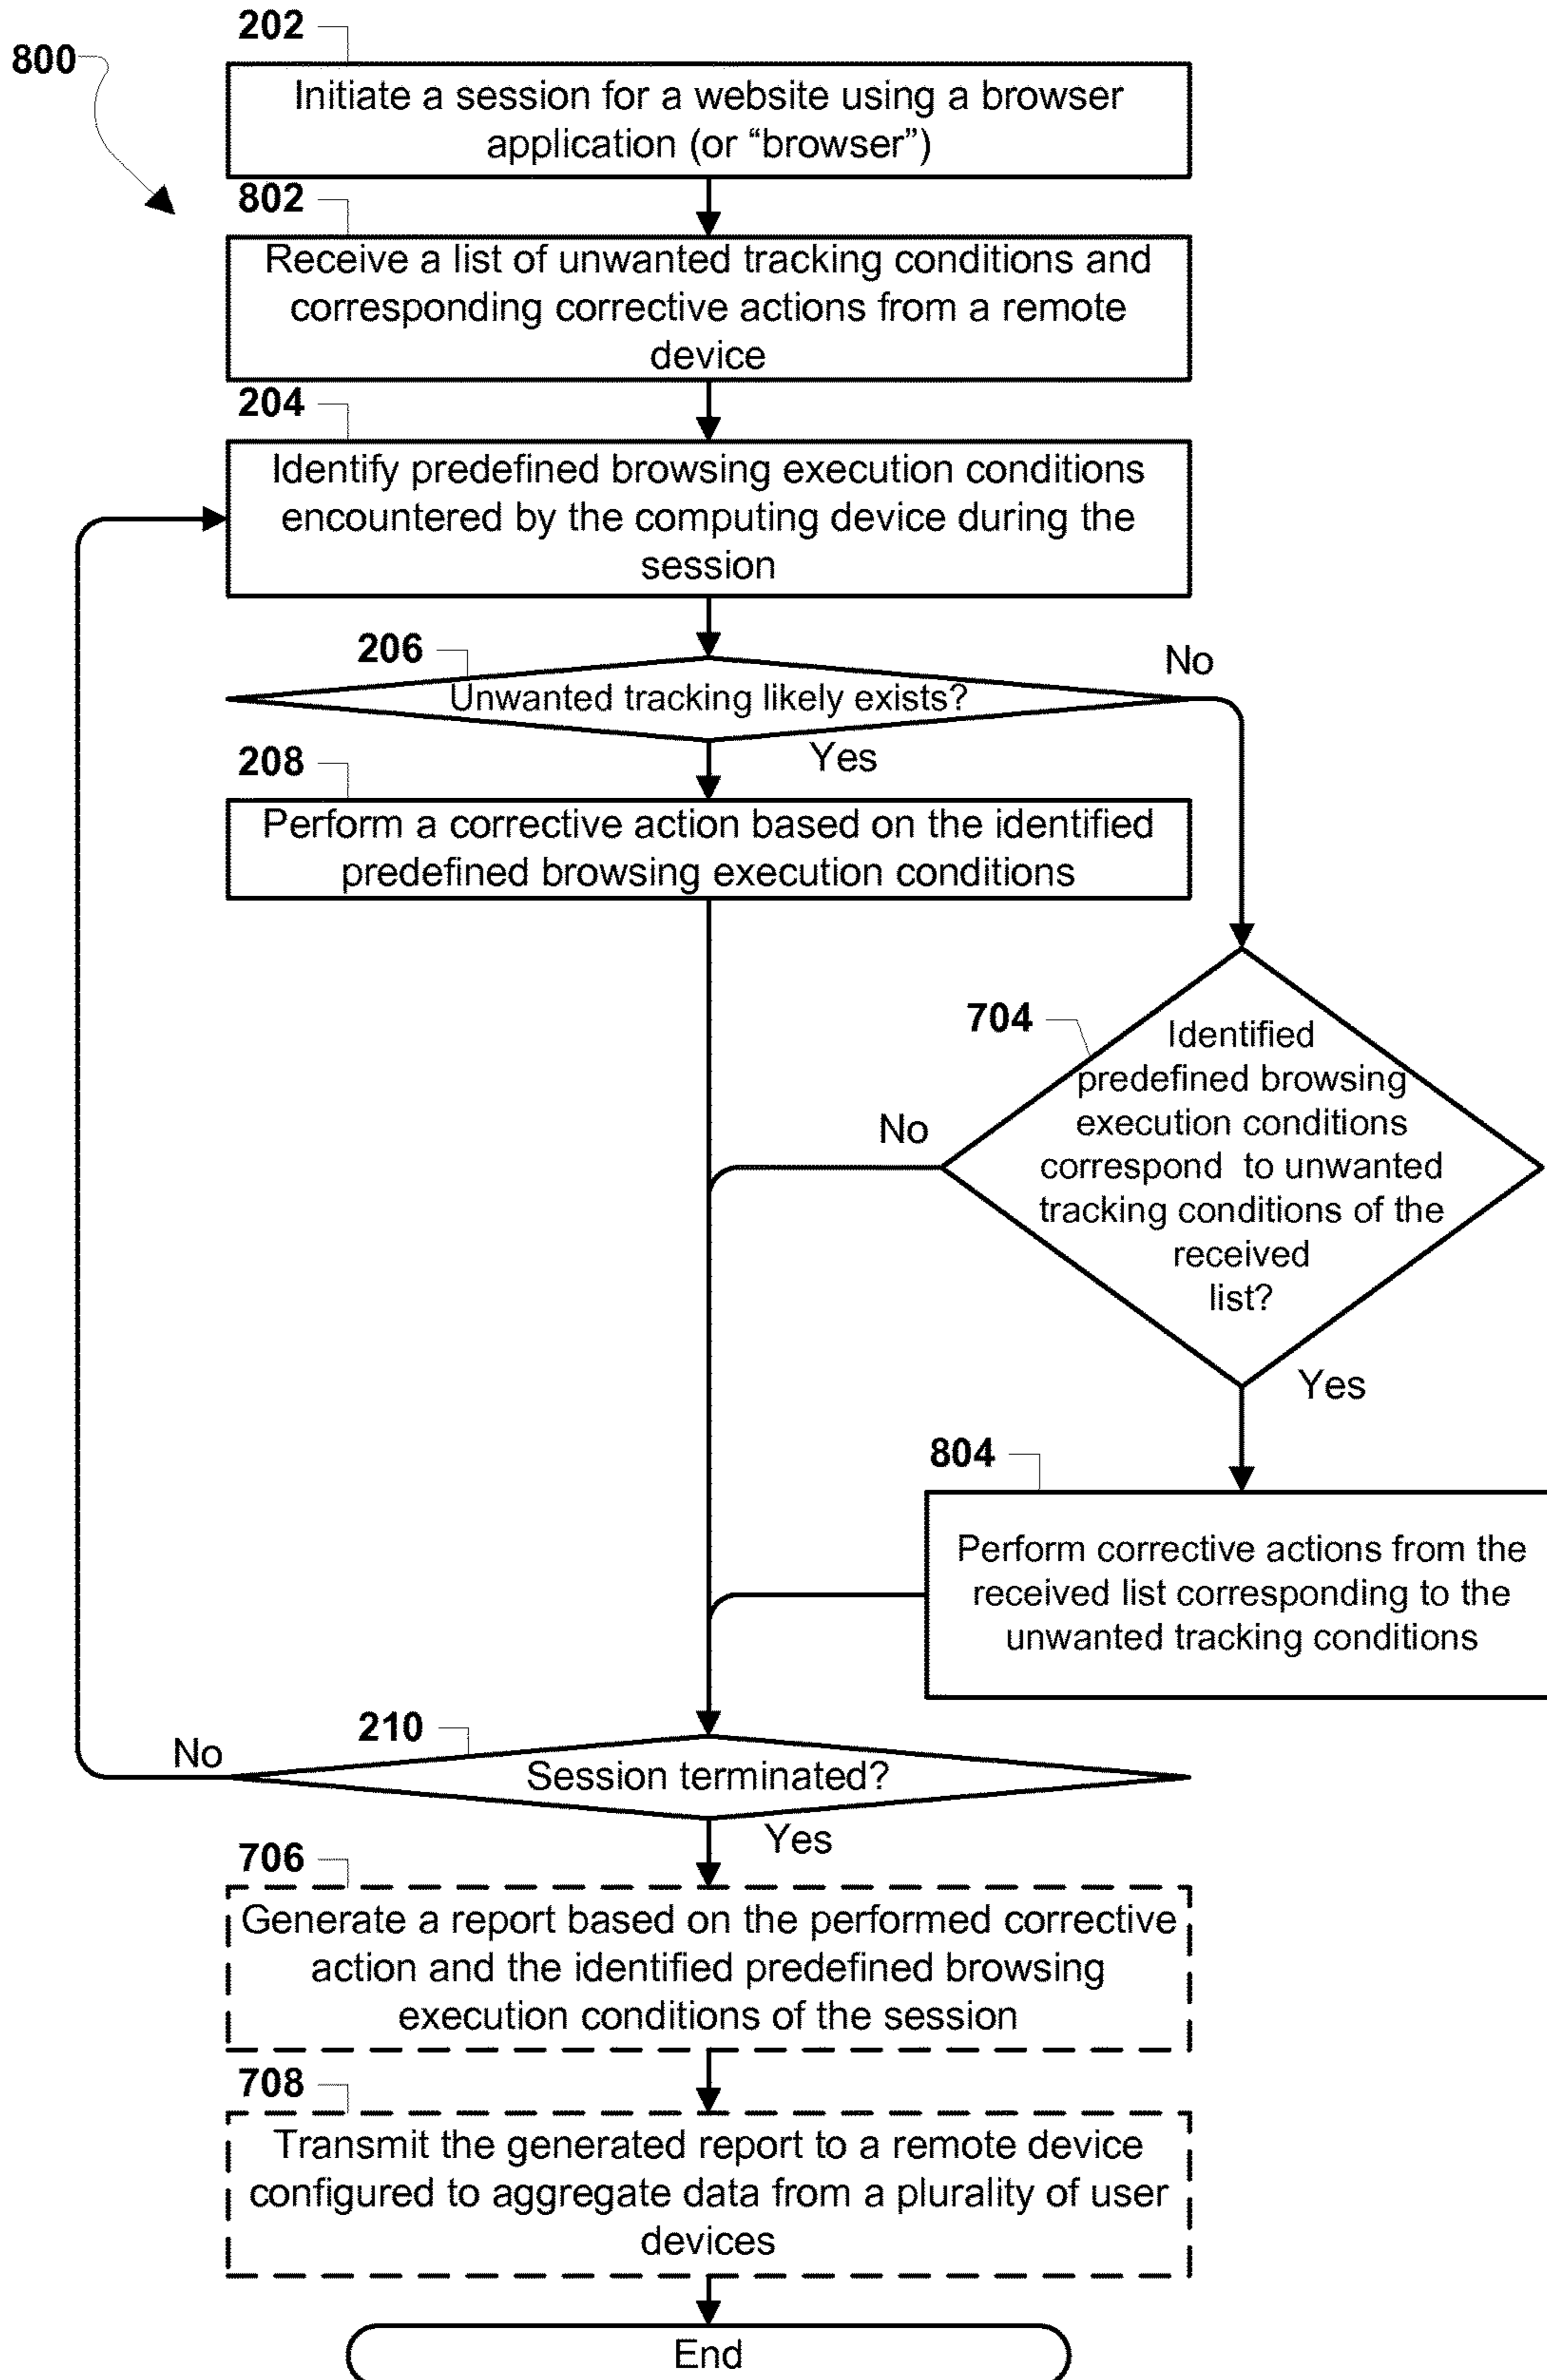 202
800
Initiate a session for a website using a browser
application (or “browser”)
802
Receive a list of unwanted tracking conditions and
corresponding corrective actions from a remote
device
204
Identify predefined browsing execution conditions
encountered by the computing device during the
session
206
No
Unwanted tracking likely exists?
Yes
208
Perform a corrective action based on the identified
predefined browsing execution conditions
704
Identified
predefined browsing
execution conditions
correspond to unwanted
tracking conditions of the
received
list?
No
Yes
804
Perform corrective actions from the
received list corresponding to the
unwanted tracking conditions
210
No
Session terminated?
Yes
706
Generate a report based on the performed corrective
action and the identified predefined browsing
execution conditions of the session
708
Transmit the generated report to a remote device
configured to aggregate data from a plurality of user
devices
End